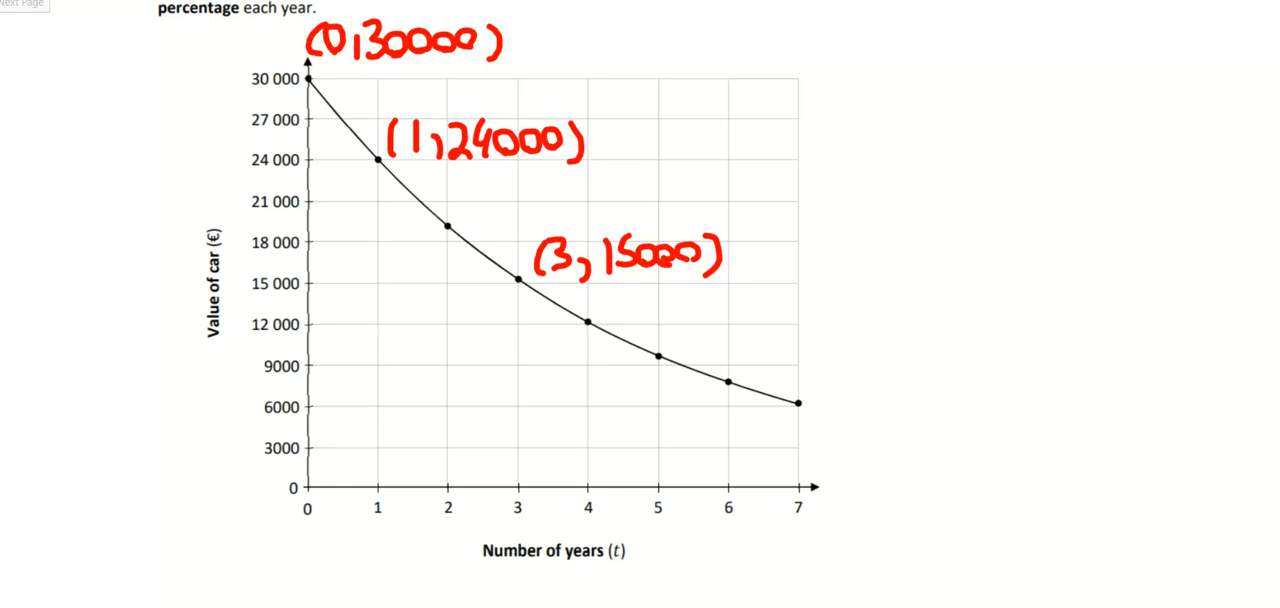 Next Page
percentage each year.
(0,30000)
30 000
27 000
(1,24000)
24 000
21 000
18 000
(3,15000)
15 000
12 000
9000
6000
3000
0
0 1 2 3 4 5 6 7
Value of car (€)
Number of years (t)